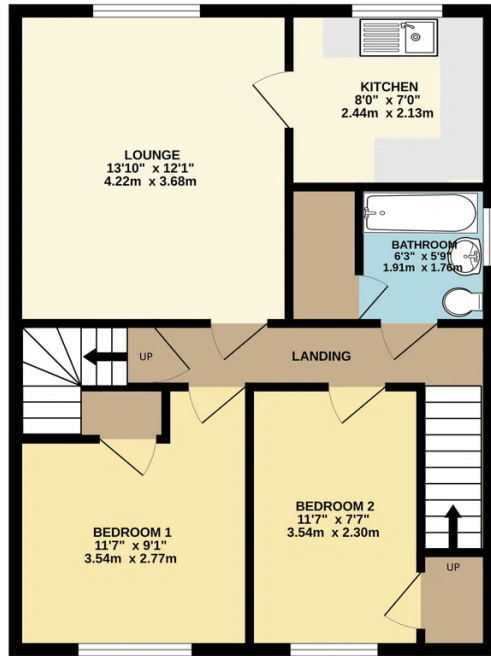 KITCHEN
8'0" x 7'0"
2.44m x 2.13m
LOUNGE
13'10" x 12'1"
4.22m x 3.68m
BATHROOM
6'3" x 5'9"
1.91m x 1.76m
UP
LANDING
BEDROOM 1
11'7" x 9'1"
3.54m x 2.77m
BEDROOM 2
11'7" x 7'7"
3.54m x 2.30m
UP